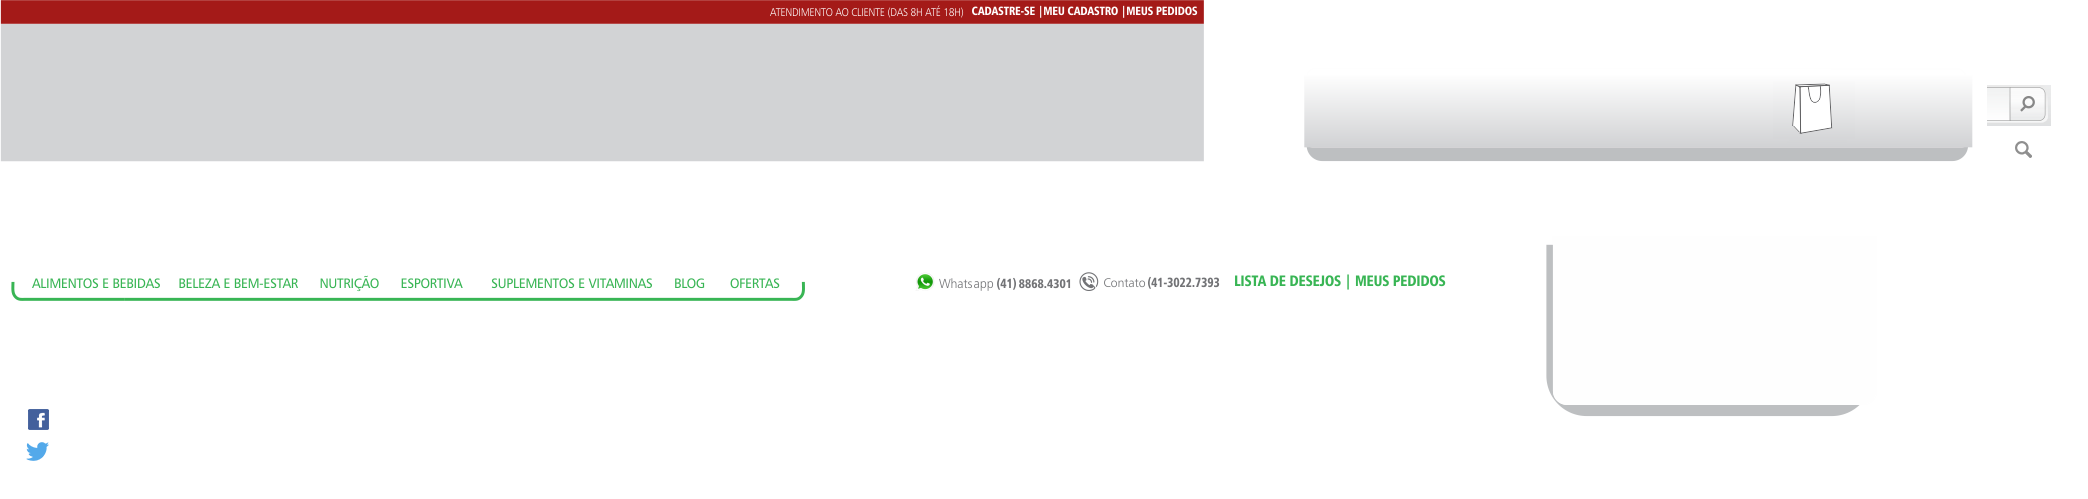 ATENDIMENTO AO CLIENTE (DAS 8H ATÉ 18H) CADASTRE-SE |MEU CADASTRO |MEUS PEDIDOS
ALIMENTOS E BEBIDAS BELEZA E BEM-ESTAR NUTRIÇÃO ESPORTIVA SUPLEMENTOS E VITAMINAS BLOG OFERTAS
Whatsapp (41) 8868.4301 Contato (41-3022.7393 LISTA DE DESEJOS | MEUS PEDIDOS